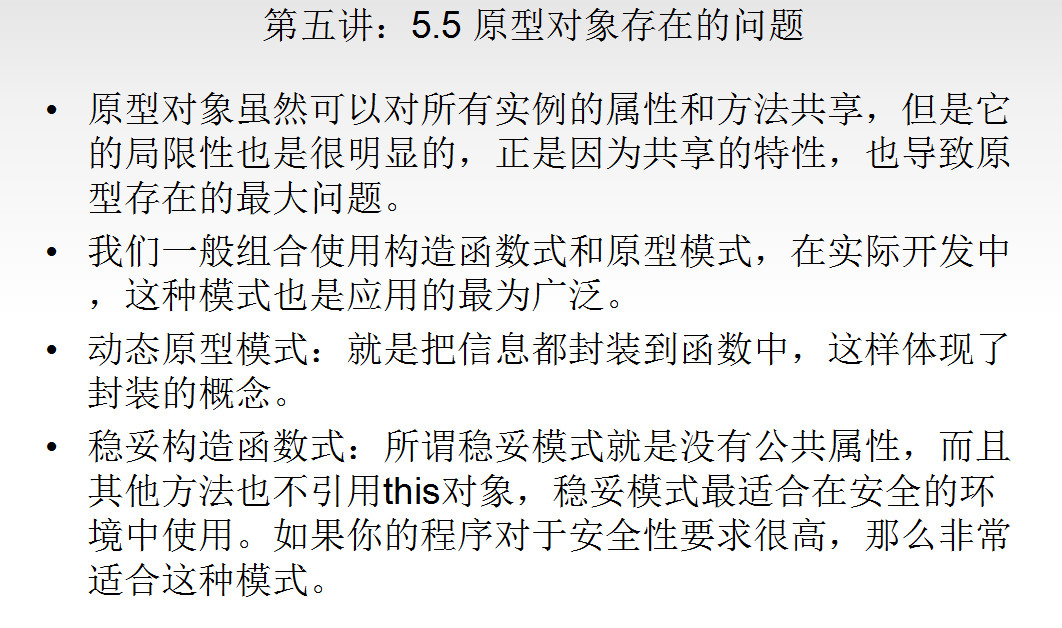 第五讲：5.5 原型对象存在的问题
• 原型对象虽然可以对所有实例的属性和方法共享，但是它
的局限性也是很明显的，正是因为共享的特性，也导致原
型存在的最大问题。
• 我们一般组合使用构造函数式和原型模式，在实际开发中
，这种模式也是应用的最为广泛。
• 动态原型模式：就是把信息都封装到函数中，这样体现了
封装的概念。
• 稳妥构造函数式：所谓稳妥模式就是没有公共属性，而且
其他方法也不引用this对象，稳妥模式最适合在安全的环
境中使用。如果你的程序对于安全性要求很高，那么非常
适合这种模式。